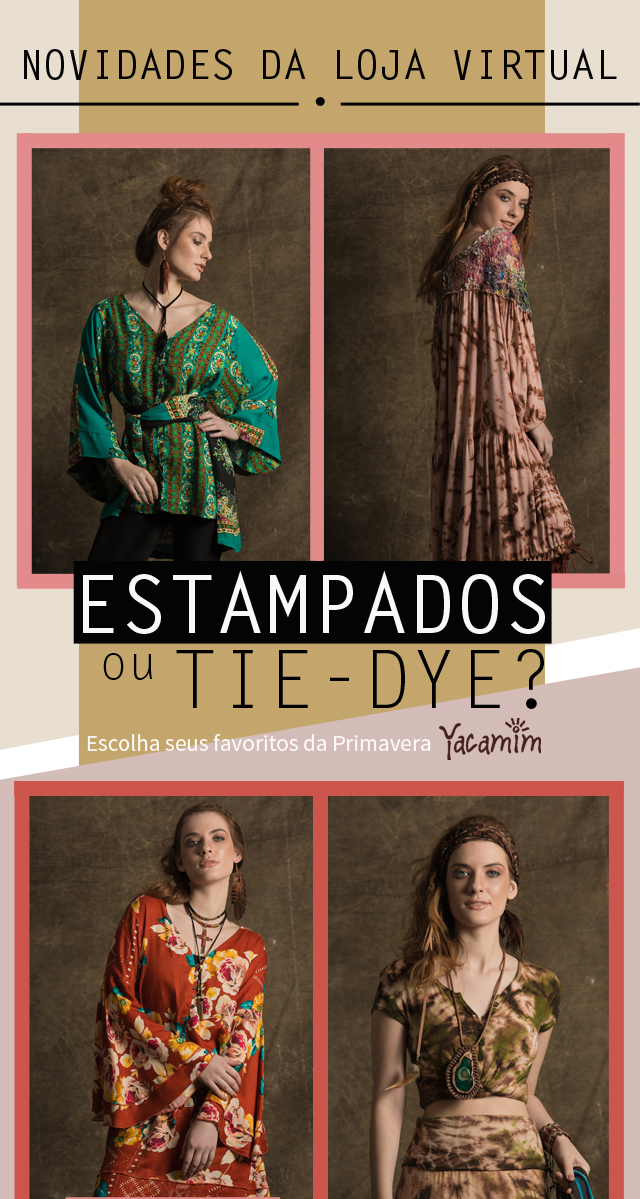 NOVIDADES DA LOJA VIRTUAL
ESTAMPADOS
ou TIE-DYE?
Escolha seus favoritos da Primavera Yacamim